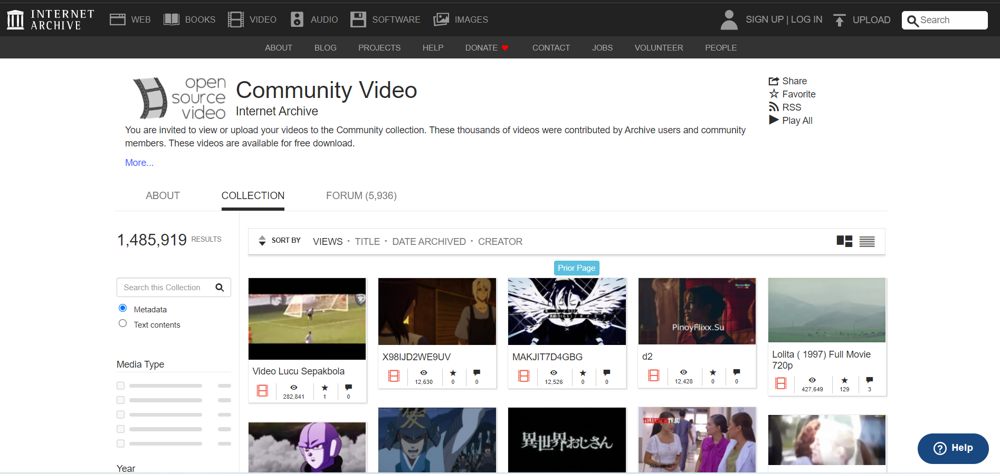 INTERNET
ARCHIVE
WEB
BOOKS
VIDEO
AUDIO
SOFTWARE
IMAGES
SIGN UP | LOG IN
UPLOAD
Search
ABOUT
BLOG
PROJECTS
HELP
DONATE
CONTACT
JOBS
VOLUNTEER
PEOPLE
open
source
video
Community Video
Internet Archive
You are invited to view or upload your videos to the Community collection. These thousands of videos were contributed by Archive users and community
members. These videos are available for free download.
More...
Share
Favorite
RSS
Play All
ABOUT
COLLECTION
FORUM (5,936)
1,485,919 RESULTS
Search this Collection
Metadata
Text contents
Media Type
Year
SORT BY
VIEWS · TITLE · DATE ARCHIVED · CREATOR
Prior Page
Video Lucu Sepakbola
282,841
1
0
X98IJD2WE9UV
12,630
0
0
MAKJIT7D4GBG
12,526
0
0
PinoyFlixx.Su
d2
12,428
0
0
Lolita ( 1997) Full Movie
720p
427,649
129
3
異世界おじさん
Help